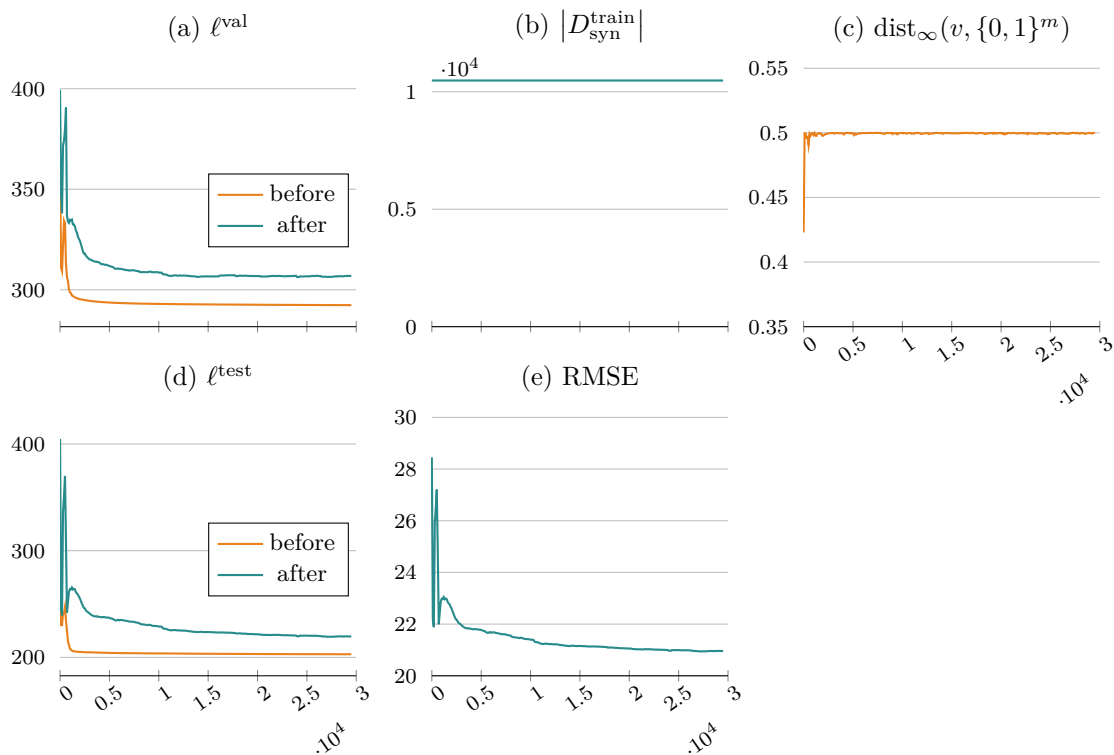 (a) ℓ^val
400
350
300
before
after
(b) |D_syn^train|
·10^4
1
0.5
0
(c) dist_∞(v, {0, 1}^m)
0.55
0.5
0.45
0.4
0.35
0 0.5 1 1.5 2 2.5 3
·10^4
(d) ℓ^test
400
300
200
before
after
0 0.5 1 1.5 2 2.5 3
·10^4
(e) RMSE
30
28
26
24
22
20
0 0.5 1 1.5 2 2.5 3
·10^4